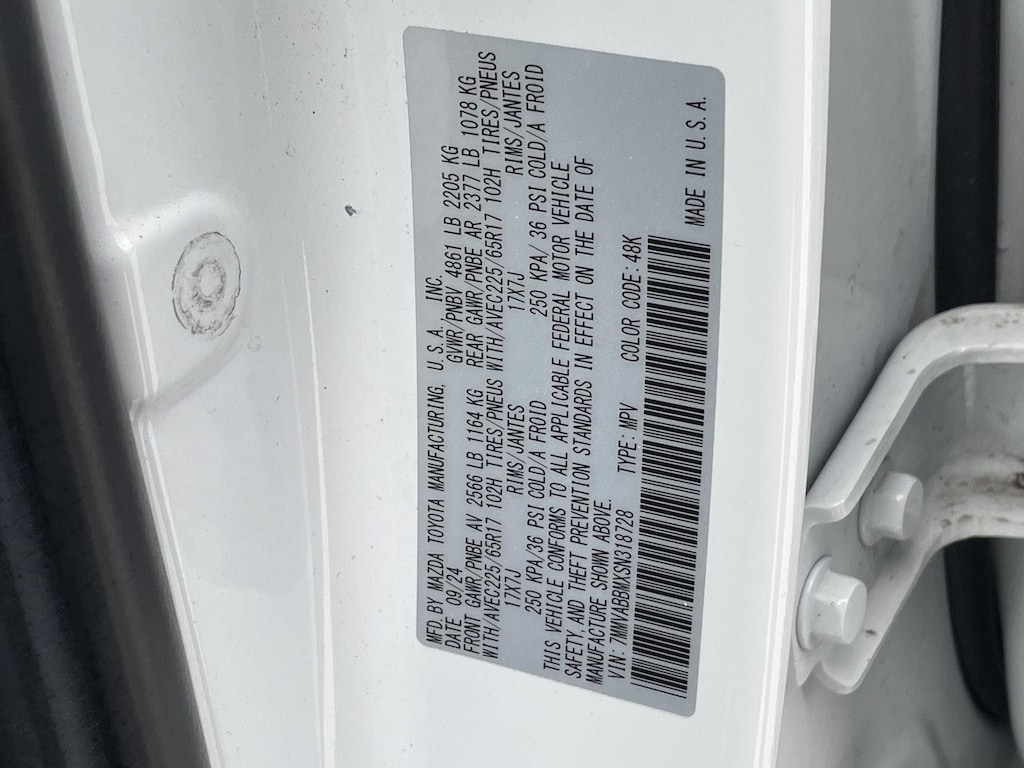 MFD. BY MAZDA TOYOTA MANUFACTURING, U.S.A. INC.
DATE 09/24 GVWR/PNBV 4861 LB 2205 KG
FRONT GAWR/PNBE AV 2566 LB 1164 KG REAR GAWR/PNBE AR 2377 LB 1078 KG
WITH/AVEC225/65R17 102H TIRES/PNEUS WITH/AVEC225/65R17 102H TIRES/PNEUS
17X7J RIMS/JANTES 17X7J RIMS/JANTES
250 KPA/36 PSI COLD/A FROID 250 KPA/36 PSI COLD/A FROID
THIS VEHICLE CONFORMS TO ALL APPLICABLE FEDERAL MOTOR VEHICLE
SAFETY, AND THEFT PREVENTION STANDARDS IN EFFECT ON THE DATE OF
MANUFACTURE SHOWN ABOVE.
VIN: 7MMVABBMXSN318728 TYPE: MPV COLOR CODE: 48K
MADE IN U.S.A.